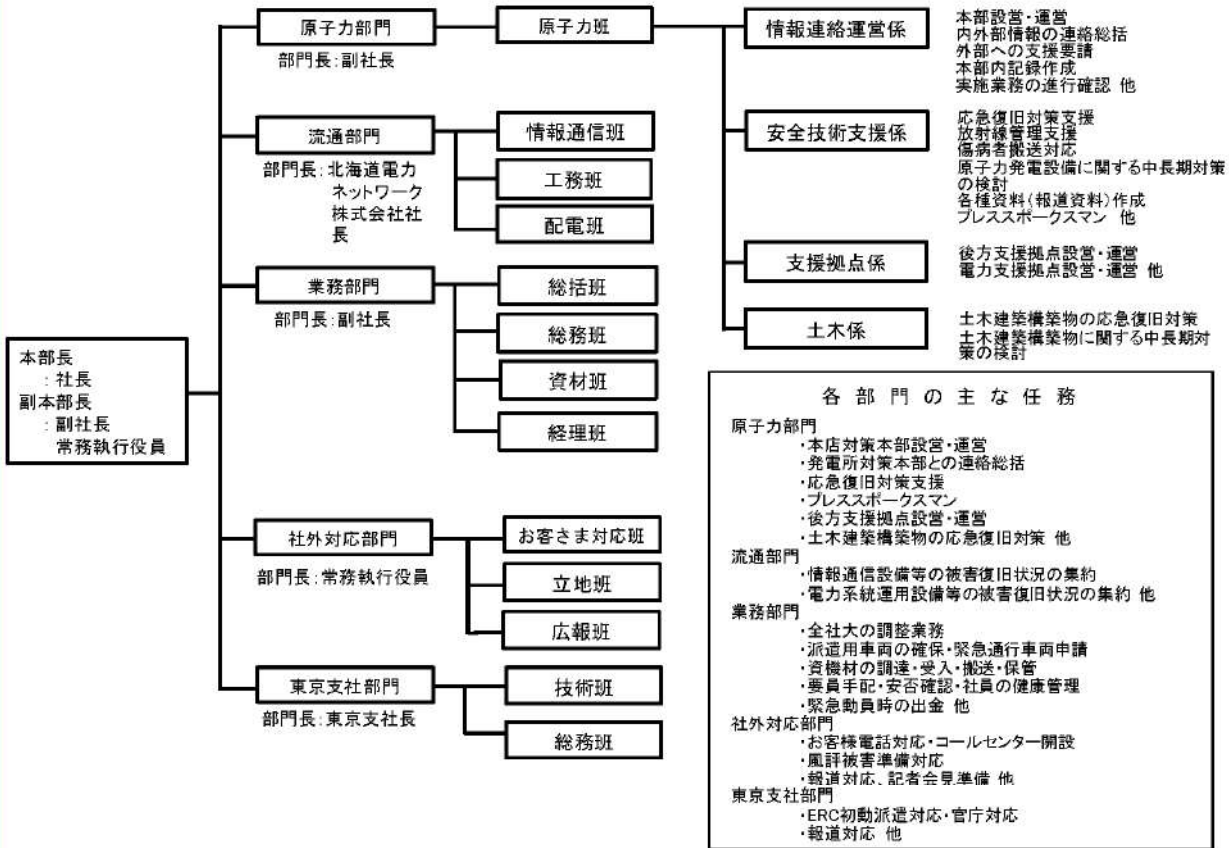 原子力部門
部門長:副社長
原子力班
情報連絡運営係
本部設営・運営
内外部情報の連絡総括
外部への支援要請
本部内記録作成
実施業務の進行確認 他
安全技術支援係
応急復旧対策支援
放射線管理支援
傷病者搬送対応
原子力発電設備に関する中長期対策
の検討
各種資料(報道資料)作成
プレススポークスマン 他
支援拠点係
後方支援拠点設営・運営
電力支援拠点設営・運営 他
土木係
土木建築構築物の応急復旧対策
土木建築構築物に関する中長期対
策の検討
流通部門
部門長:北海道電力
ネットワーク
株式会社社
長
情報通信班
工務班
配電班
業務部門
部門長:副社長
総括班
総務班
資材班
経理班
本部長
:社長
副本部長
:副社長
常務執行役員
社外対応部門
部門長:常務執行役員
お客さま対応班
立地班
広報班
東京支社部門
部門長:東京支社長
技術班
総務班
各部門の主な任務
原子力部門
・本店対策本部設営・運営
・発電所対策本部との連絡総括
・応急復旧対策支援
・プレススポークスマン
・後方支援拠点設営・運営
・土木建築構築物の応急復旧対策 他
流通部門
・情報通信設備等の被害復旧状況の集約
・電力系統運用設備等の被害復旧状況の集約 他
業務部門
・全社大の調整業務
・派遣用車両の確保・緊急通行車両申請
・資機材の調達・受入・搬送・保管
・要員手配・安否確認・社員の健康管理
・緊急動員時の出金 他
社外対応部門
・お客様電話対応・コールセンター開設
・風評被害準備対応
・報道対応、記者会見準備 他
東京支社部門
・ERC初動派遣対応・官庁対応
・報道対応 他